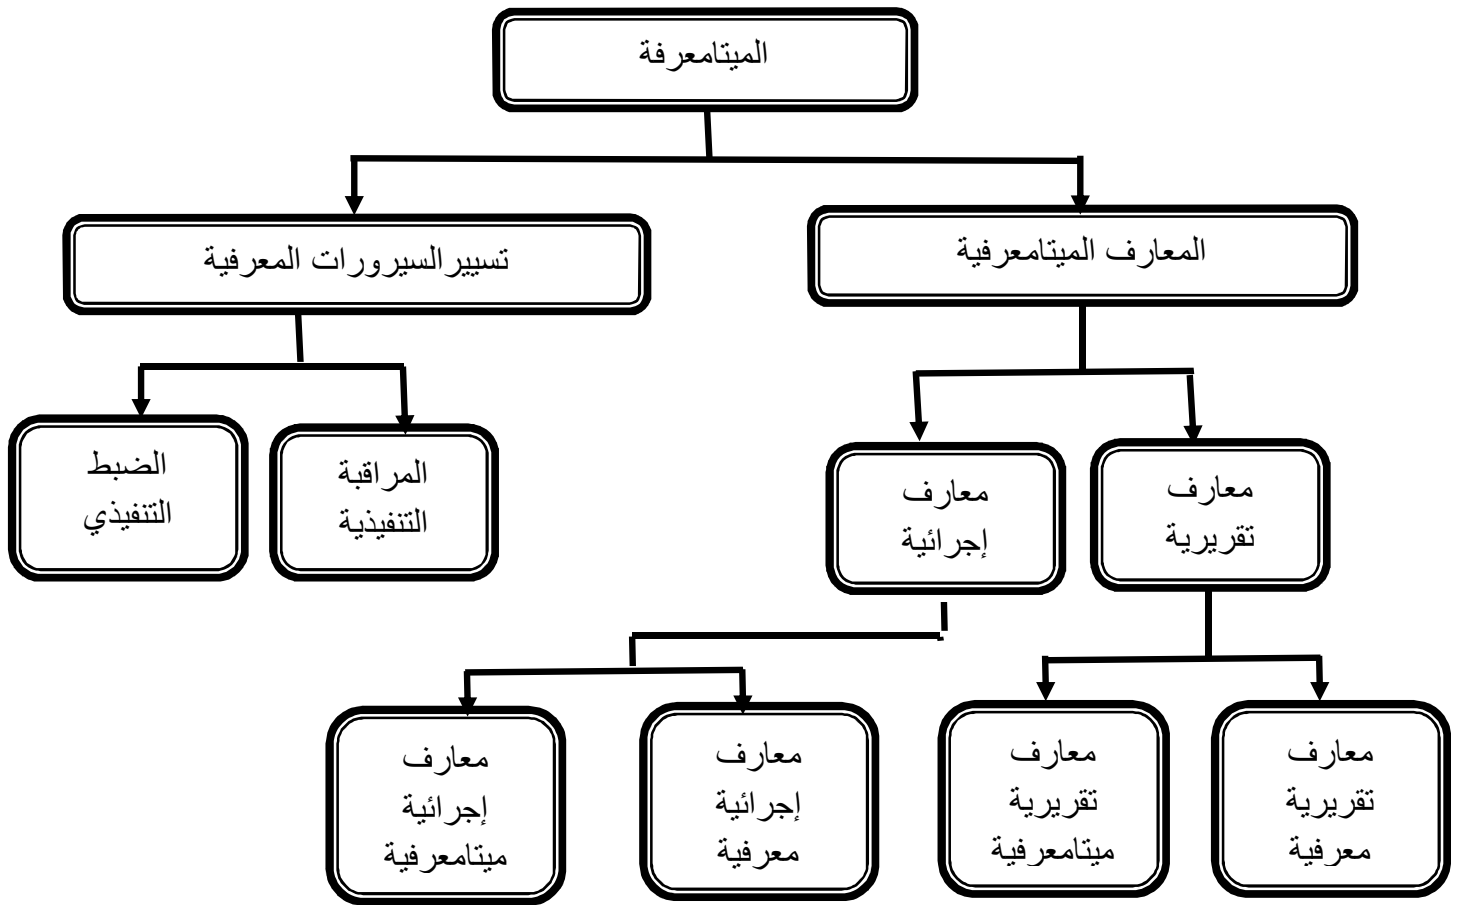 الميتامعرفة
المعارف الميتامعرفية
تسييرالسيرورات المعرفية
معارف
تقريرية
معارف
إجرائية
المراقبة
التنفيذية
الضبط
التنفيذي
معارف
تقريرية
معرفية
معارف
تقريرية
ميتامعرفية
معارف
إجرائية
معرفية
معارف
إجرائية
ميتامعرفية